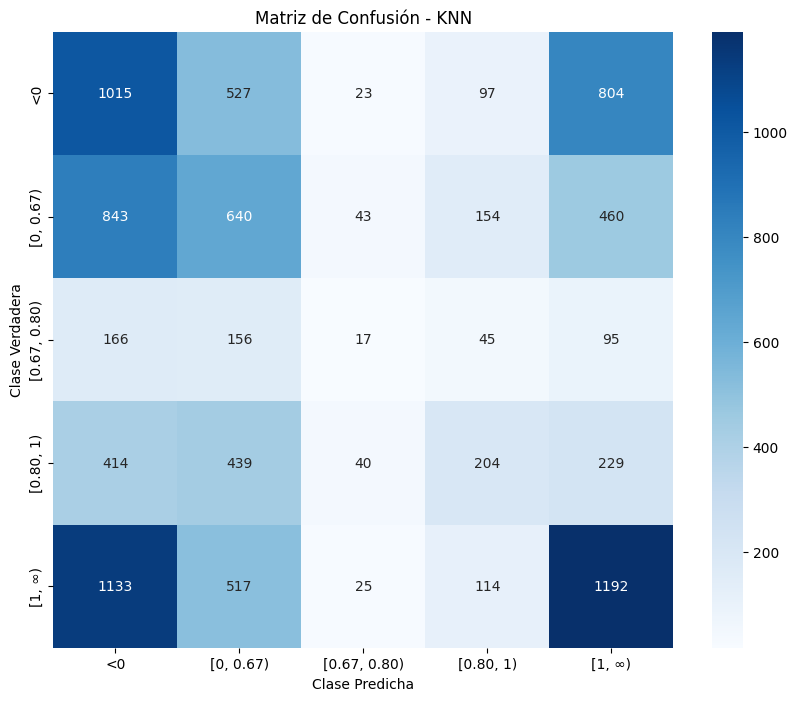 Matriz de Confusión - KNN
<0 1015 527 23 97 804
[0, 0.67) 843 640 43 154 460
[0.67, 0.80) 166 156 17 45 95
[0.80, 1) 414 439 40 204 229
[1, ∞) 1133 517 25 114 1192
<0 [0, 0.67) [0.67, 0.80) [0.80, 1) [1, ∞)
Clase Predicha
Clase Verdadera
1000
800
600
400
200